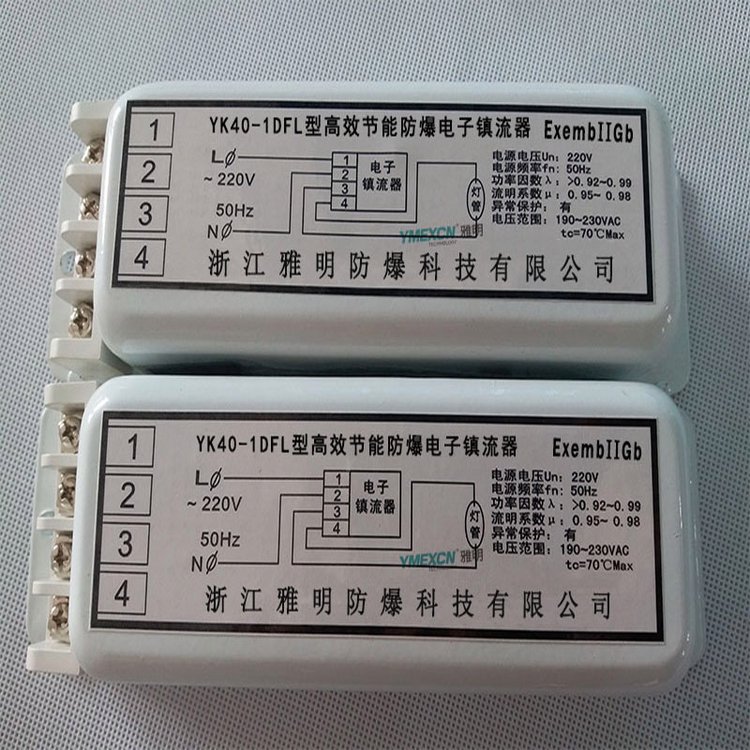 1
2
3
4
YK40-1DFL型高效节能防爆电子镇流器 ExembIIGb
L
~220V
50Hz
N
1
2
3
4
电子
镇流器
灯管
YMEXCN 雅明
TECHNOLOGY
电源电压Un: 220V
电源频率fn: 50Hz
功率因数λ: >0.92~0.99
流明系数μ: 0.95~ 0.98
异常保护: 有
电压范围: 190~230VAC
tc=70℃Max
浙江雅明防爆科技有限公司
1
2
3
4
YK40-1DFL型高效节能防爆电子镇流器 ExembIIGb
L
~220V
50Hz
N
1
2
3
4
电子
镇流器
灯管
YMEXCN 雅明
电源电压Un: 220V
电源频率fn: 50Hz
功率因数λ: >0.92~0.99
流明系数μ: 0.95~ 0.98
异常保护: 有
电压范围: 190~230VAC
tc=70℃Max
浙江雅明防爆科技有限公司